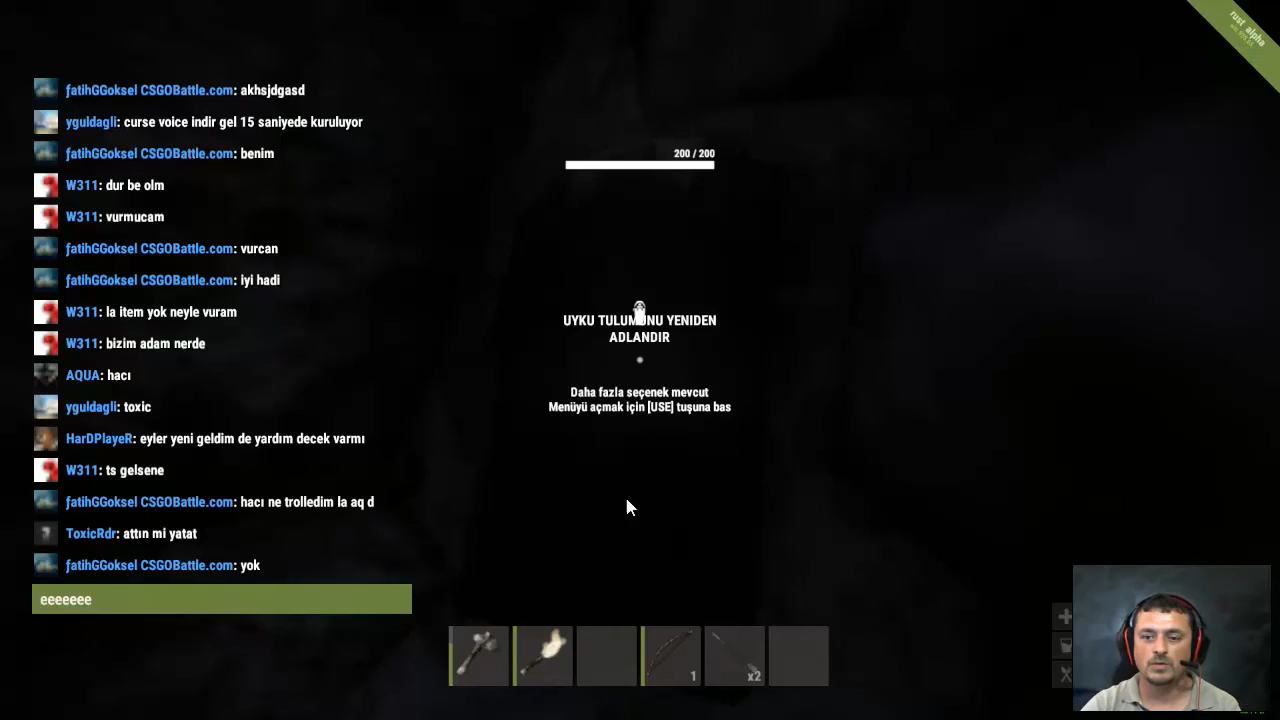 rust_alpha
fatihGGoksel CSGOBattle.com: akhsjdgasd
yguldagli: curse voice indir gel 15 saniyede kuruluyor
fatihGGoksel CSGOBattle.com: benim
W311: dur be olm
W311: vurmucam
fatihGGoksel CSGOBattle.com: vurcan
fatihGGoksel CSGOBattle.com: iyi hadi
W311: la item yok neyle vuram
W311: bizim adam nerde
AQUA: hacı
yguldagli: toxic
HarDPlayeR: eyler yeni geldim de yardım decek varmı
W311: ts gelsene
fatihGGoksel CSGOBattle.com: hacı ne trolledim la aq d
ToxicRdr: attın mi yatat
fatihGGoksel CSGOBattle.com: yok
eeeeeee
200 / 200
UYKU TULUMUNU YENIDEN
ADLANDIR
Daha fazla seçenek mevcut
Menüyü açmak için [USE] tuşuna bas
1
x2